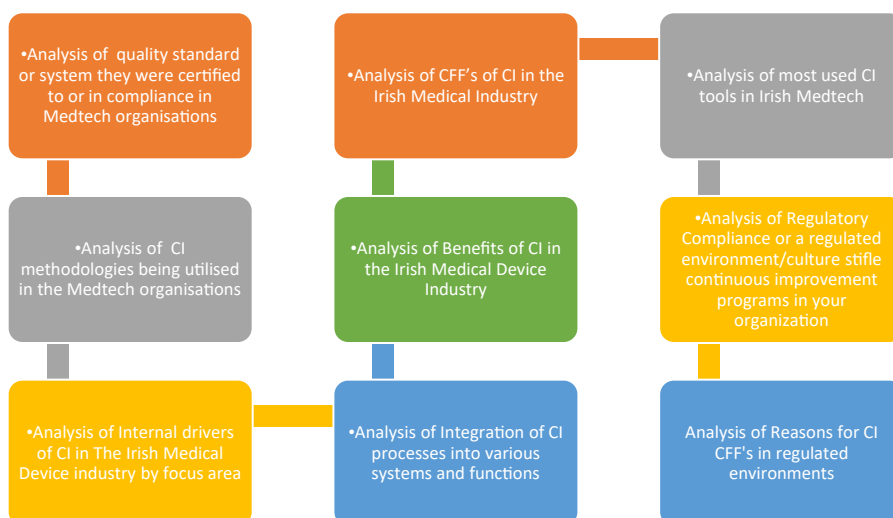 •Analysis of  quality standard
or system they were certified
to or in compliance in
Medtech organisations
•Analysis of  CI
methodologies being utilised
in the Medtech organisations
•Analysis of Internal drivers
of CI in The Irish Medical
Device industry by focus area
•Analysis of Integration of CI
processes into various
systems and functions
•Analysis of Benefits of CI in
the Irish Medical Device
Industry
•Analysis of CFF's of CI in the
Irish Medical Industry
•Analysis of most used CI
tools in Irish Medtech
•Analysis of Regulatory
Compliance or a regulated
environment/culture stifle
continuous improvement
programs in your
organization
Analysis of Reasons for CI
CFF's in regulated
environments